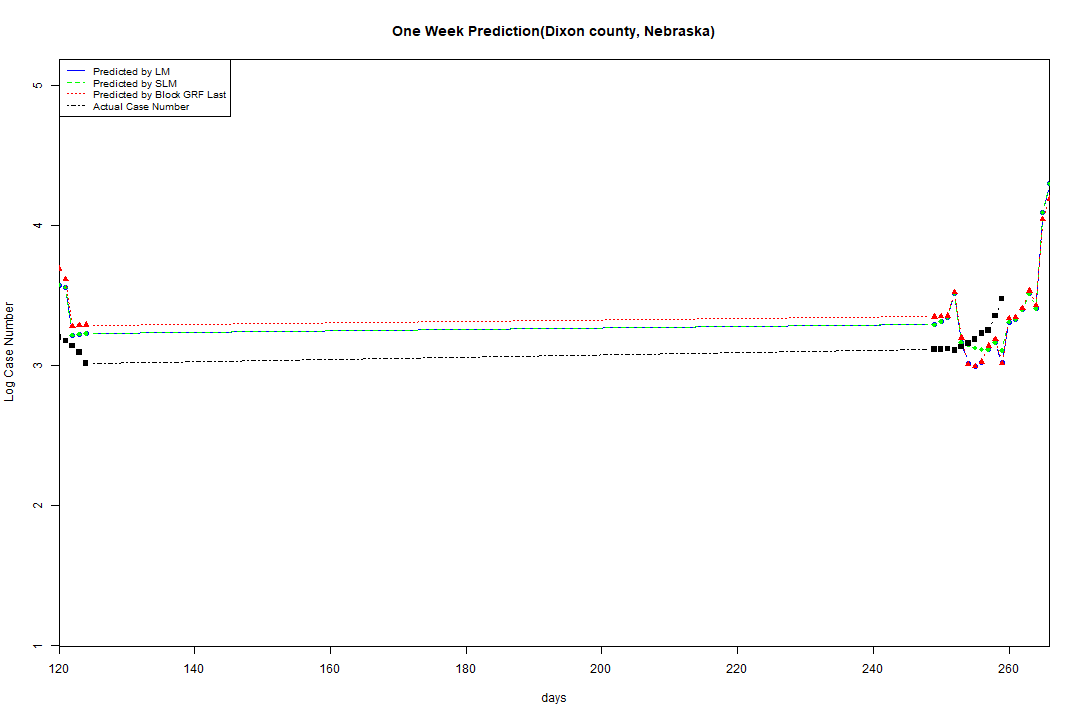 One Week Prediction(Dixon county, Nebraska)
Predicted by LM
Predicted by SLM
Predicted by Block GRF Last
Actual Case Number
5
4
3
2
1
Log Case Number
120 140 160 180 200 220 240 260
days